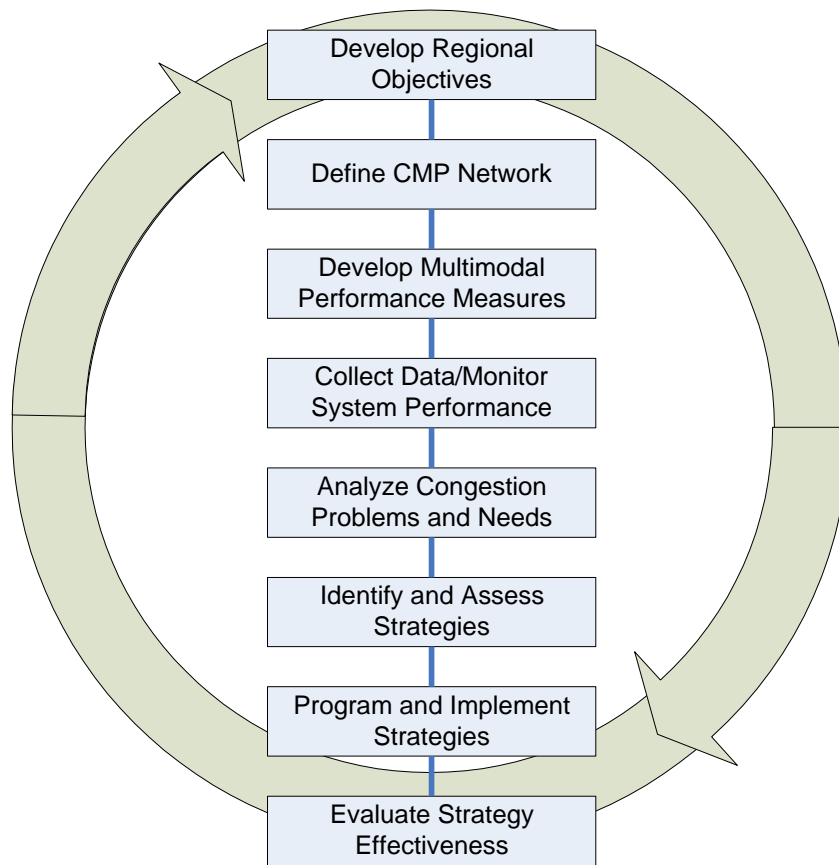 Develop Regional
Objectives
Define CMP Network
Develop Multimodal
Performance Measures
Collect Data/Monitor
System Performance
Analyze Congestion
Problems and Needs
Identify and Assess
Strategies
Program and Implement
Strategies
Evaluate Strategy
Effectiveness